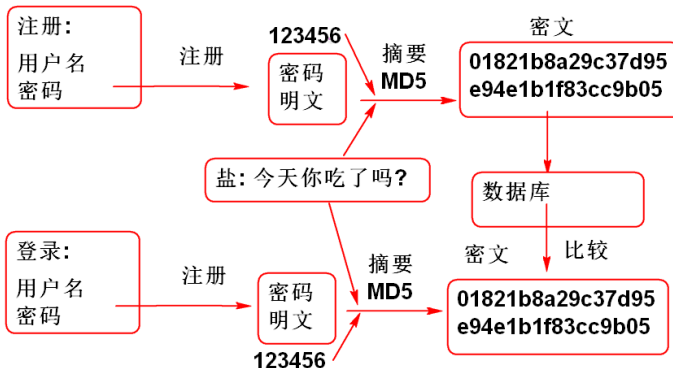 注册:
用户名
密码
注册
123456
密码
明文
摘要
MD5
密文
01821b8a29c37d95
e94e1b1f83cc9b05
盐: 今天你吃了吗?
数据库
登录:
用户名
密码
注册
密码
明文
123456
摘要
MD5
密文
比较
01821b8a29c37d95
e94e1b1f83cc9b05